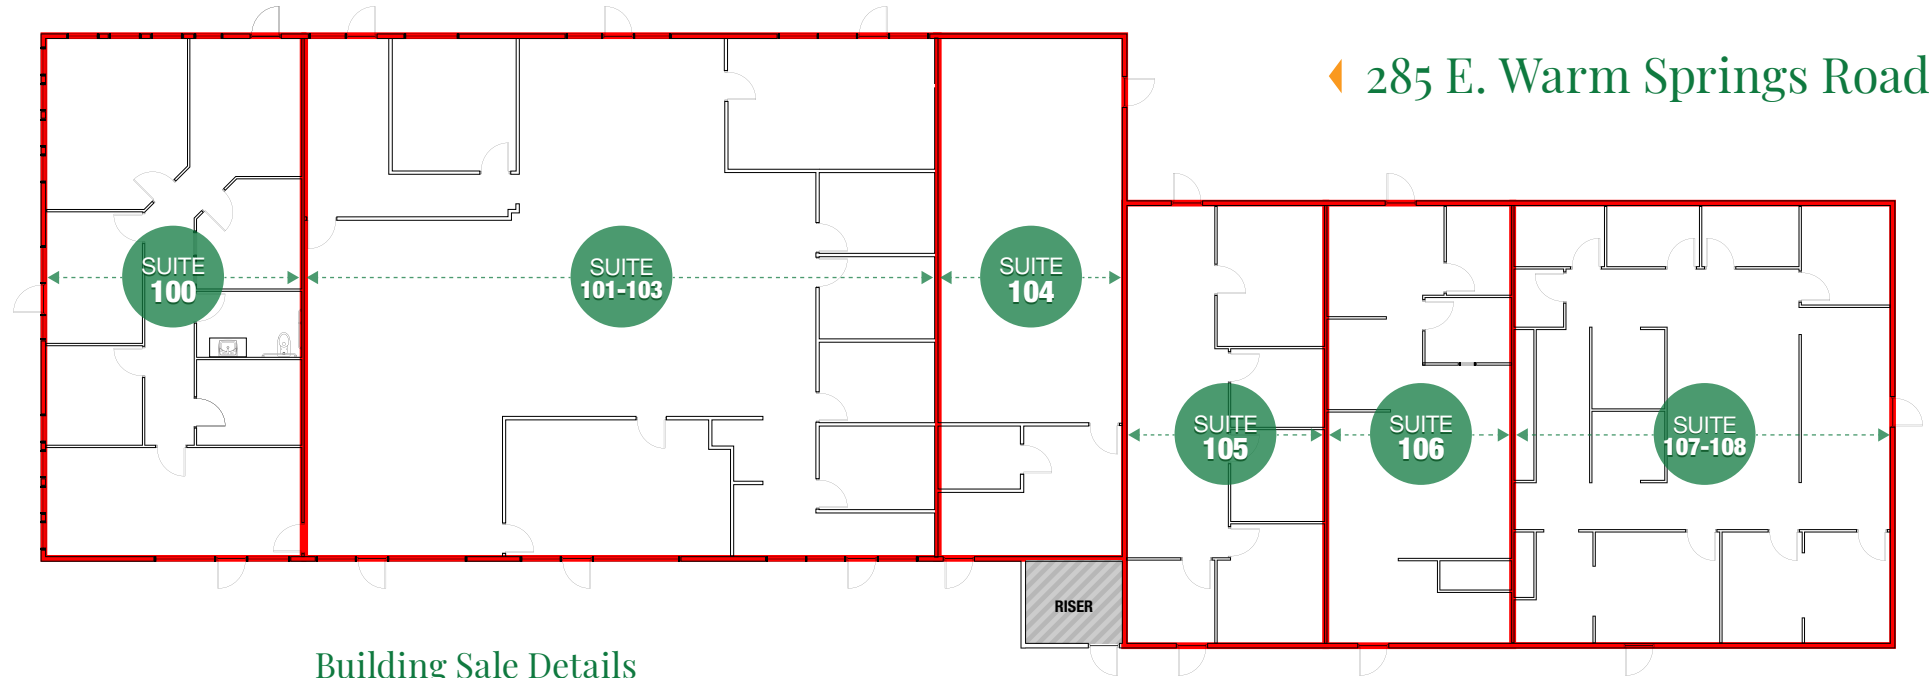 285 E. Warm Springs Road
SUITE
100
SUITE
101-103
SUITE
104
SUITE
105
SUITE
106
SUITE
107-108
RISER
Building Sale Details